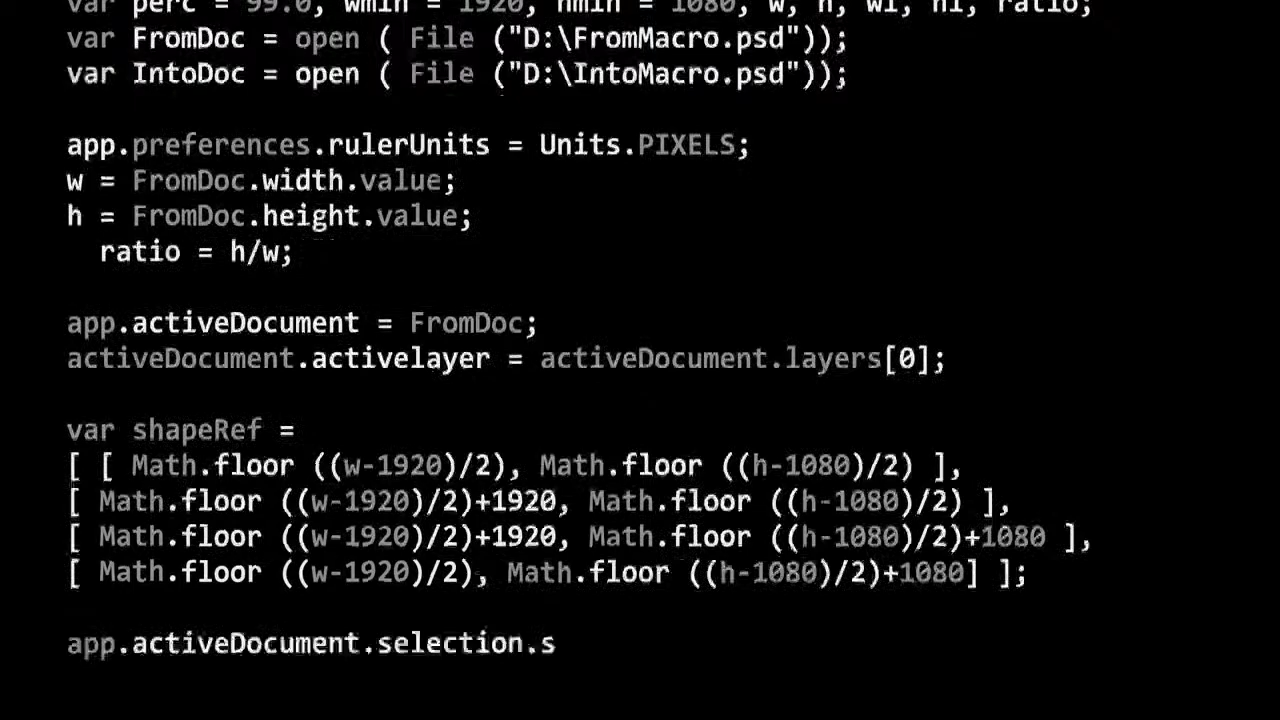 var perc = 99.0, wmin = 1920, hmin = 1080, w, h, wi, hi, ratio;
var FromDoc = open ( File ("D:\FromMacro.psd"));
var IntoDoc = open ( File ("D:\IntoMacro.psd"));
app.preferences.rulerUnits = Units.PIXELS;
w = FromDoc.width.value;
h = FromDoc.height.value;
ratio = h/w;
app.activeDocument = FromDoc;
activeDocument.activelayer = activeDocument.layers[0];
var shapeRef =
[ [ Math.floor ((w-1920)/2), Math.floor ((h-1080)/2) ],
[ Math.floor ((w-1920)/2)+1920, Math.floor ((h-1080)/2) ],
[ Math.floor ((w-1920)/2)+1920, Math.floor ((h-1080)/2)+1080 ],
[ Math.floor ((w-1920)/2), Math.floor ((h-1080)/2)+1080] ];
app.activeDocument.selection.s